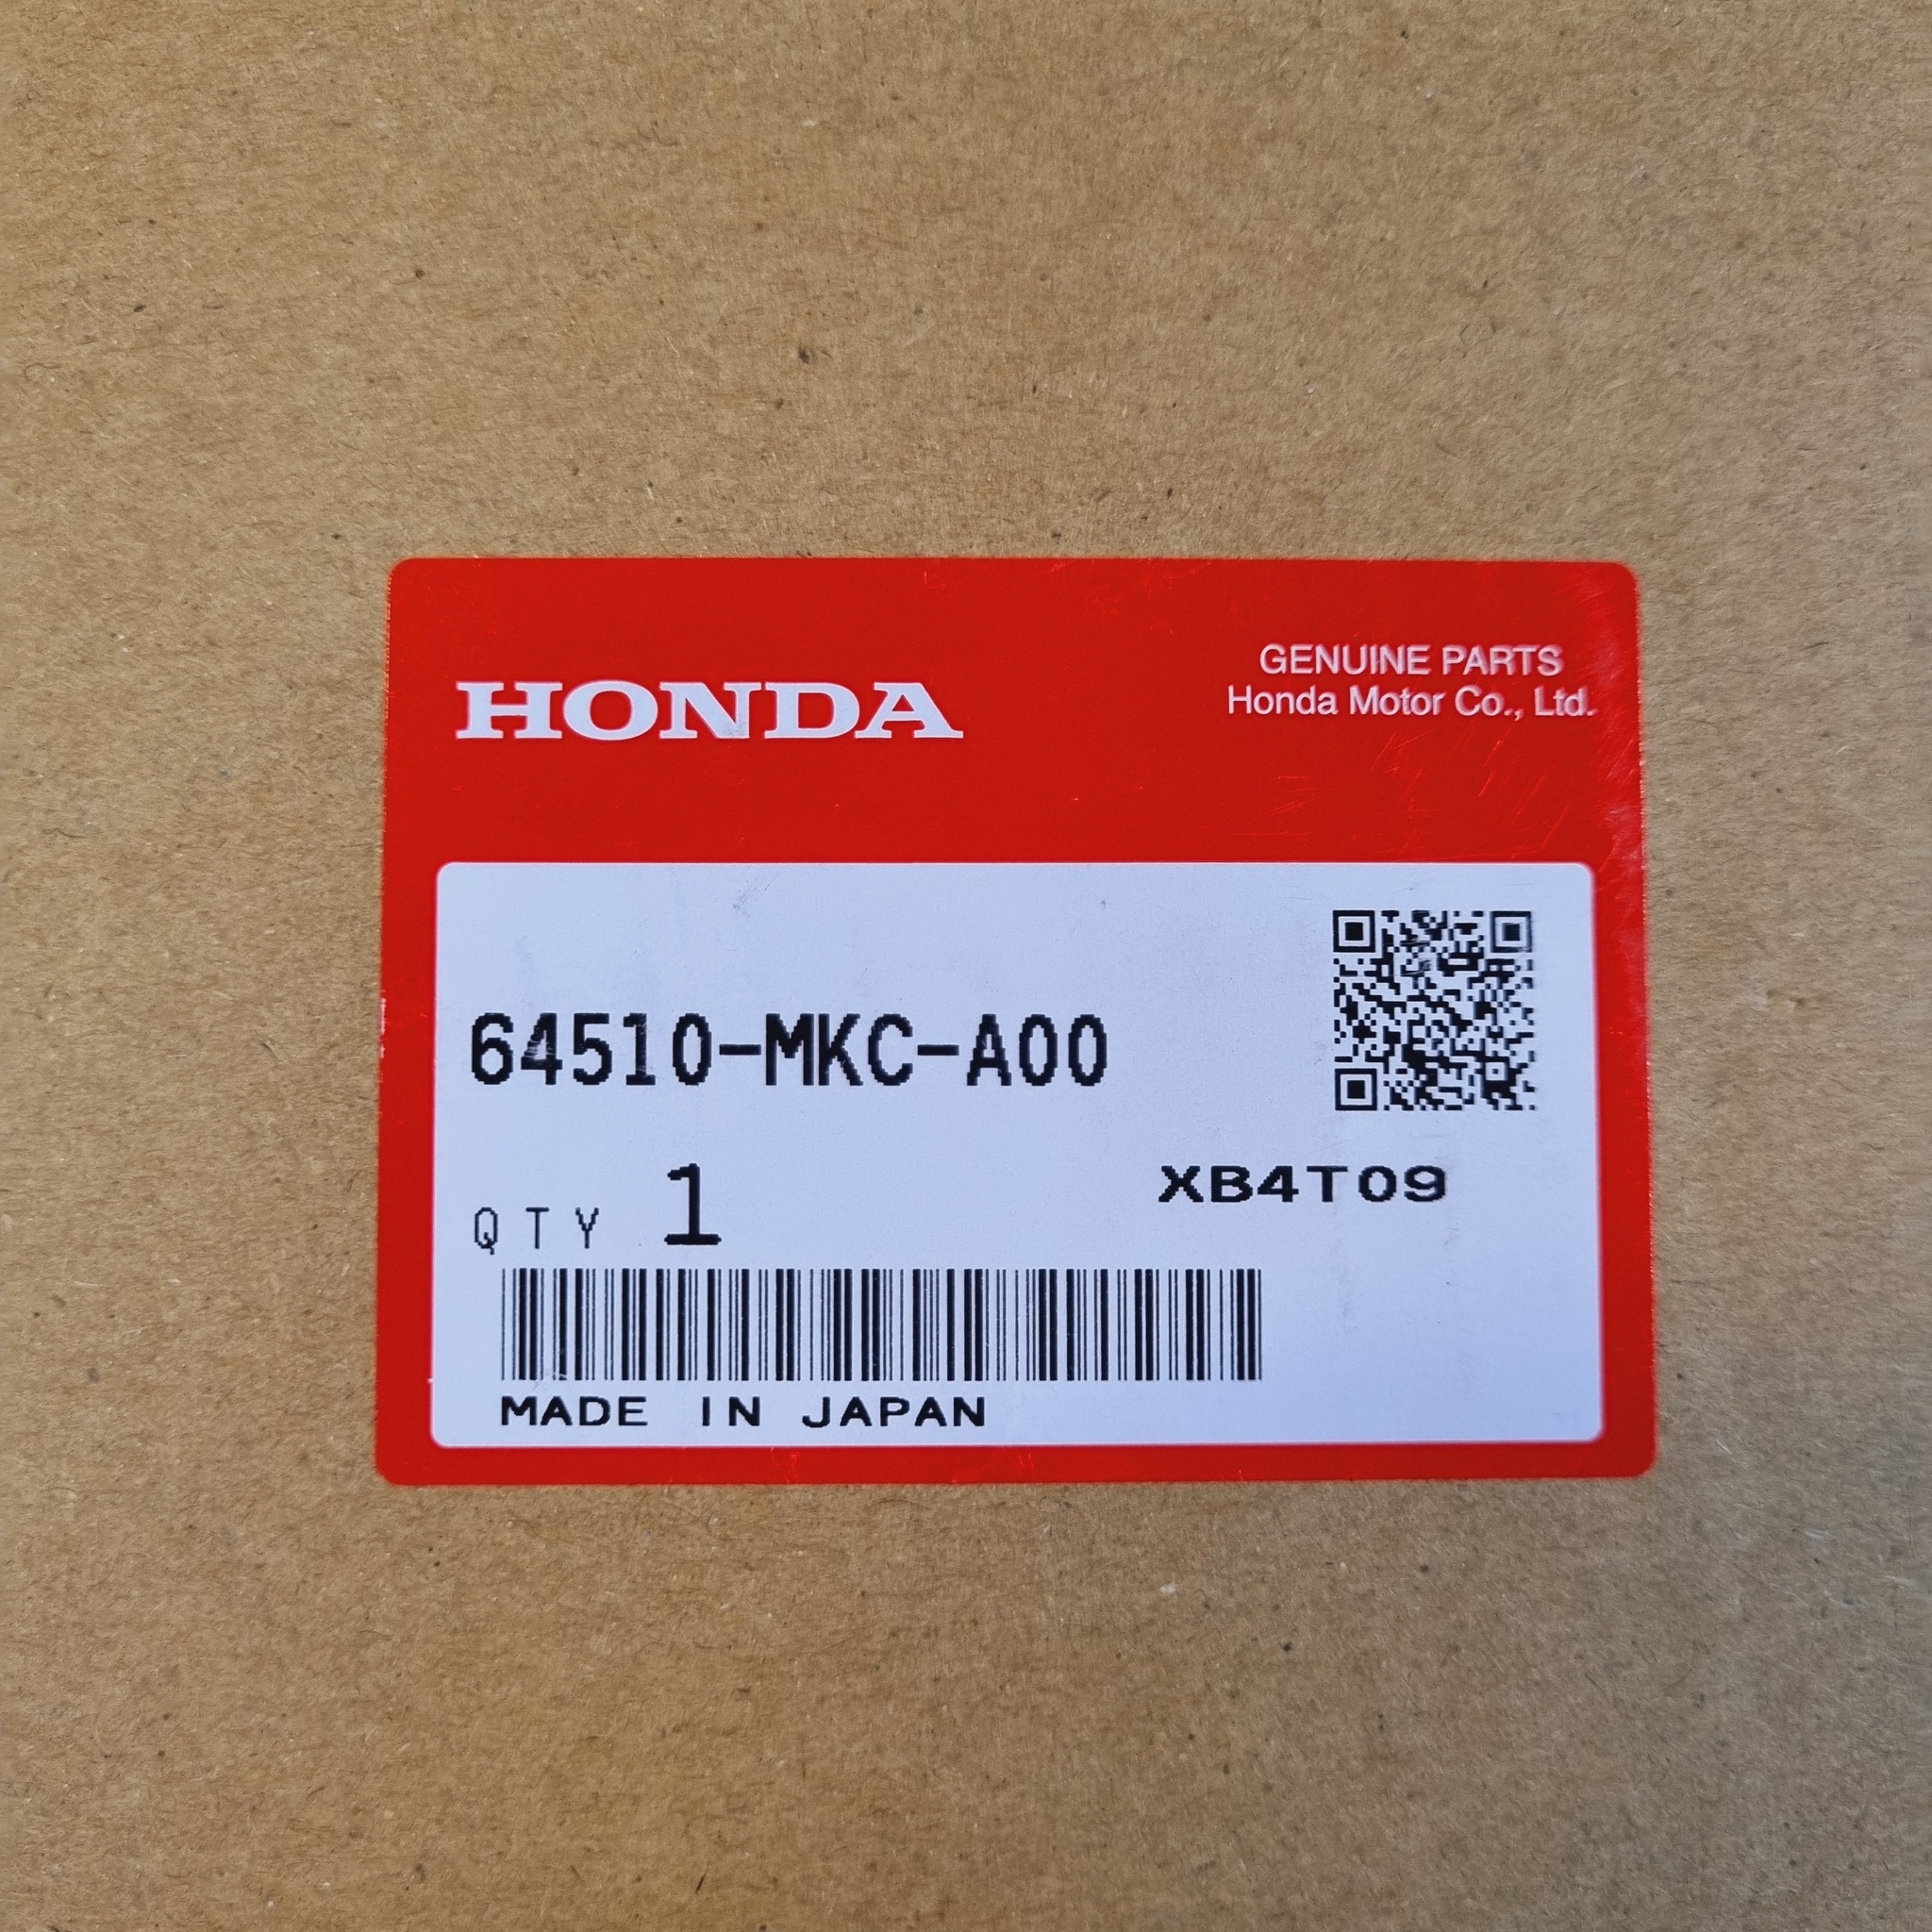 HONDA
GENUINE PARTS
Honda Motor Co., Ltd.
64510-MKC-A00
QTY 1
XB4T09
MADE IN JAPAN